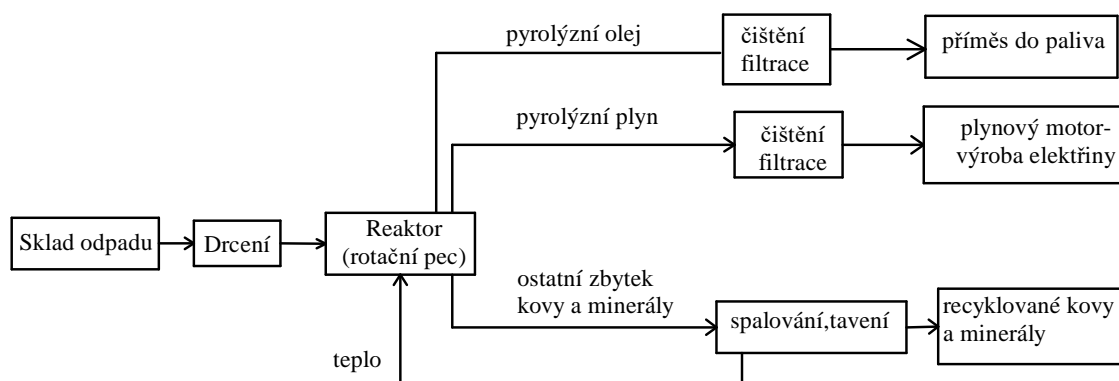 pyrolýzní olej
čištění
filtrace
příměs do paliva
pyrolýzní plyn
čištění
filtrace
plynový motor-
výroba elektřiny
Sklad odpadu
Drcení
Reaktor
(rotační pec)
ostatní zbytek
kovy a minerály
spalování,tavení
recyklované kovy
a minerály
teplo